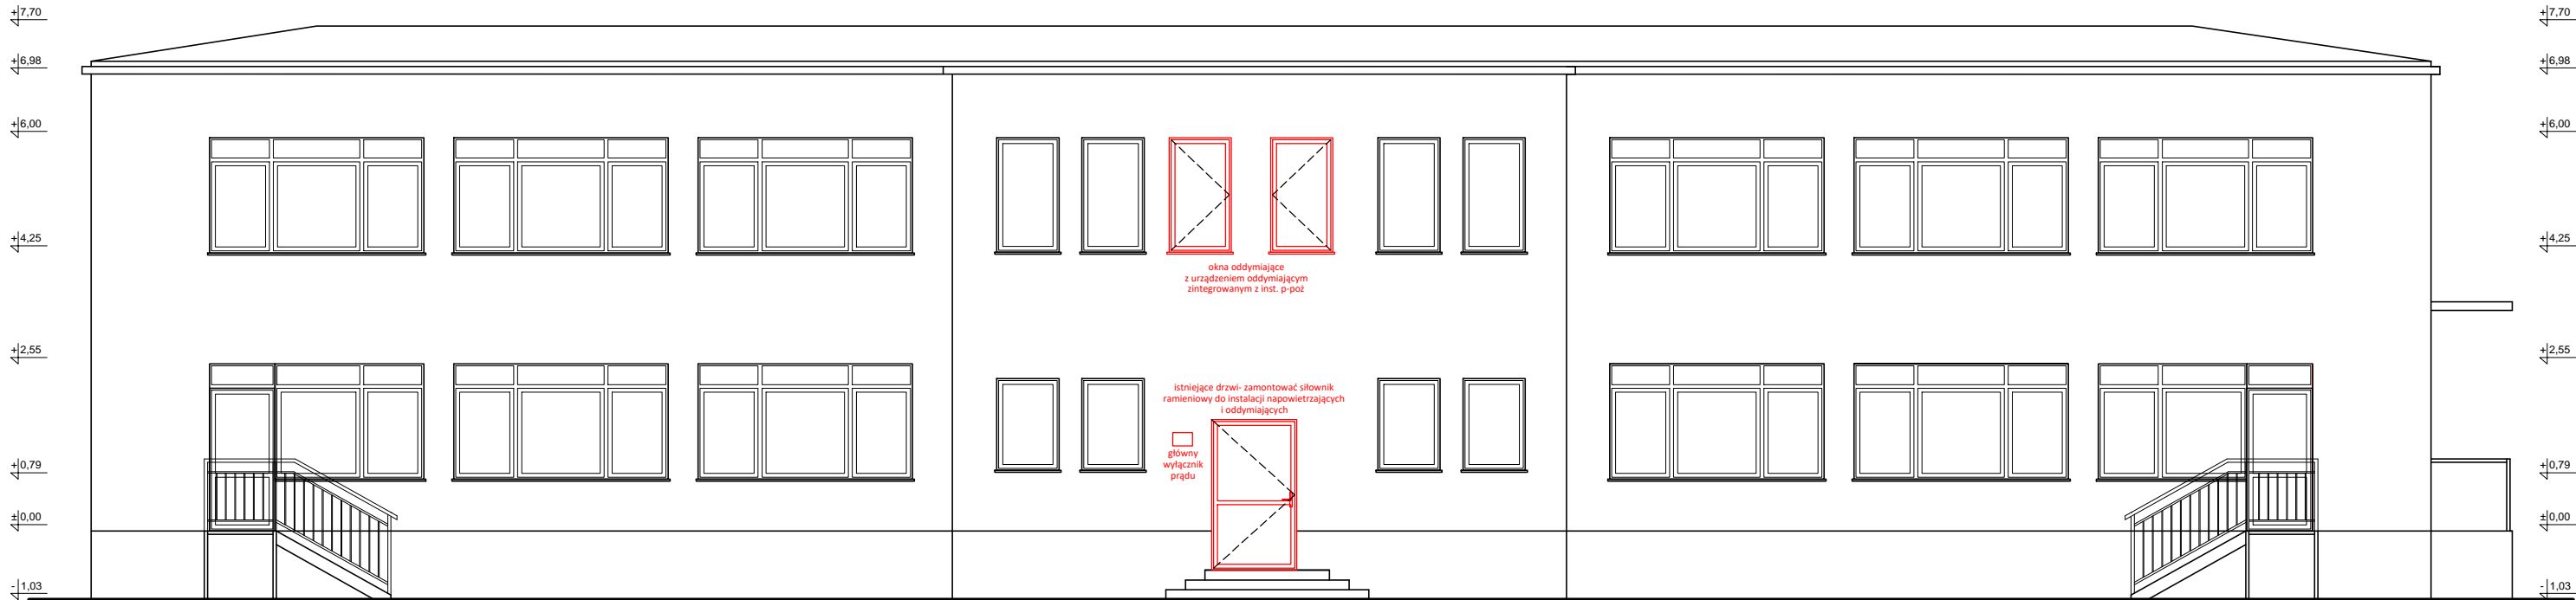 +7,70
+7,70
+6,98
+6,98
+6,00
+6,00
+4,25
+4,25
okna oddymiające
z urządzeniem oddymiającym
zintegrowanym z inst. p-poż
+2,55
+2,55
istniejące drzwi- zamontować siłownik
ramieniowy do instalacji napowietrzających
i oddymiających
główny
wyłącznik
prądu
+0,79
+0,79
±0,00
±0,00
-1,03
-1,03